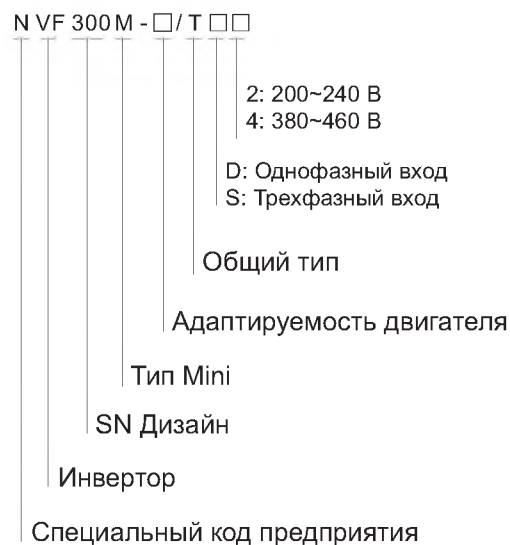 N VF 300 M - □ / T □ □
2: 200~240 В
4: 380~460 В
D: Однофазный вход
S: Трехфазный вход
Общий тип
Адаптируемость двигателя
Тип Mini
SN Дизайн
Инвертор
Специальный код предприятия